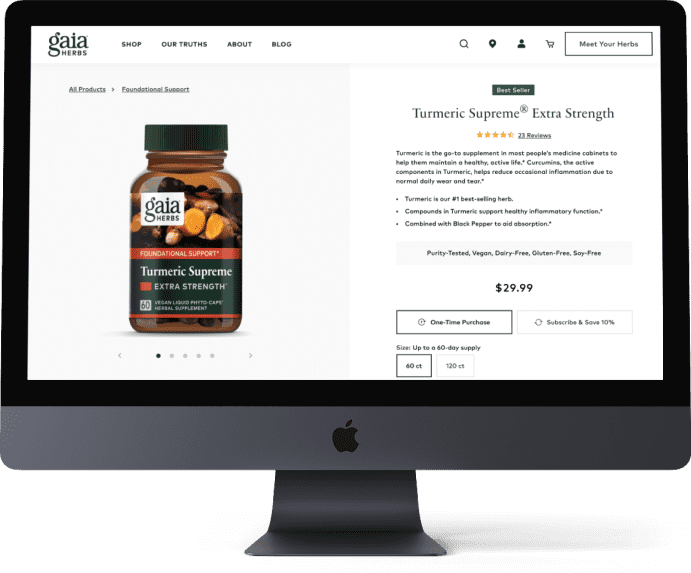 gaia
HERBS
SHOP OUR TRUTHS ABOUT BLOG Meet Your Herbs
All Products > Foundational Support
Best Seller
Turmeric Supreme® Extra Strength
23 Reviews
Turmeric is the go-to supplement in most people's medicine cabinets to
help them maintain a healthy, active life.* Curcumins, the active
components in Turmeric, helps reduce occasional inflammation due to
normal daily wear and tear.*
• Turmeric is our #1 best-selling herb.
• Compounds in Turmeric support healthy inflammatory function.*
• Combined with Black Pepper to aid absorption.*
Purity-Tested, Vegan, Dairy-Free, Gluten-Free, Soy-Free
$29.99
One-Time Purchase Subscribe & Save 10%
Size: Up to a 60-day supply
60 ct 120 ct
gaia
HERBS
FOUNDATIONAL SUPPORT*
Turmeric Supreme
EXTRA STRENGTH*
60 VEGAN LIQUID PHYTO-CAPS®
HERBAL SUPPLEMENT